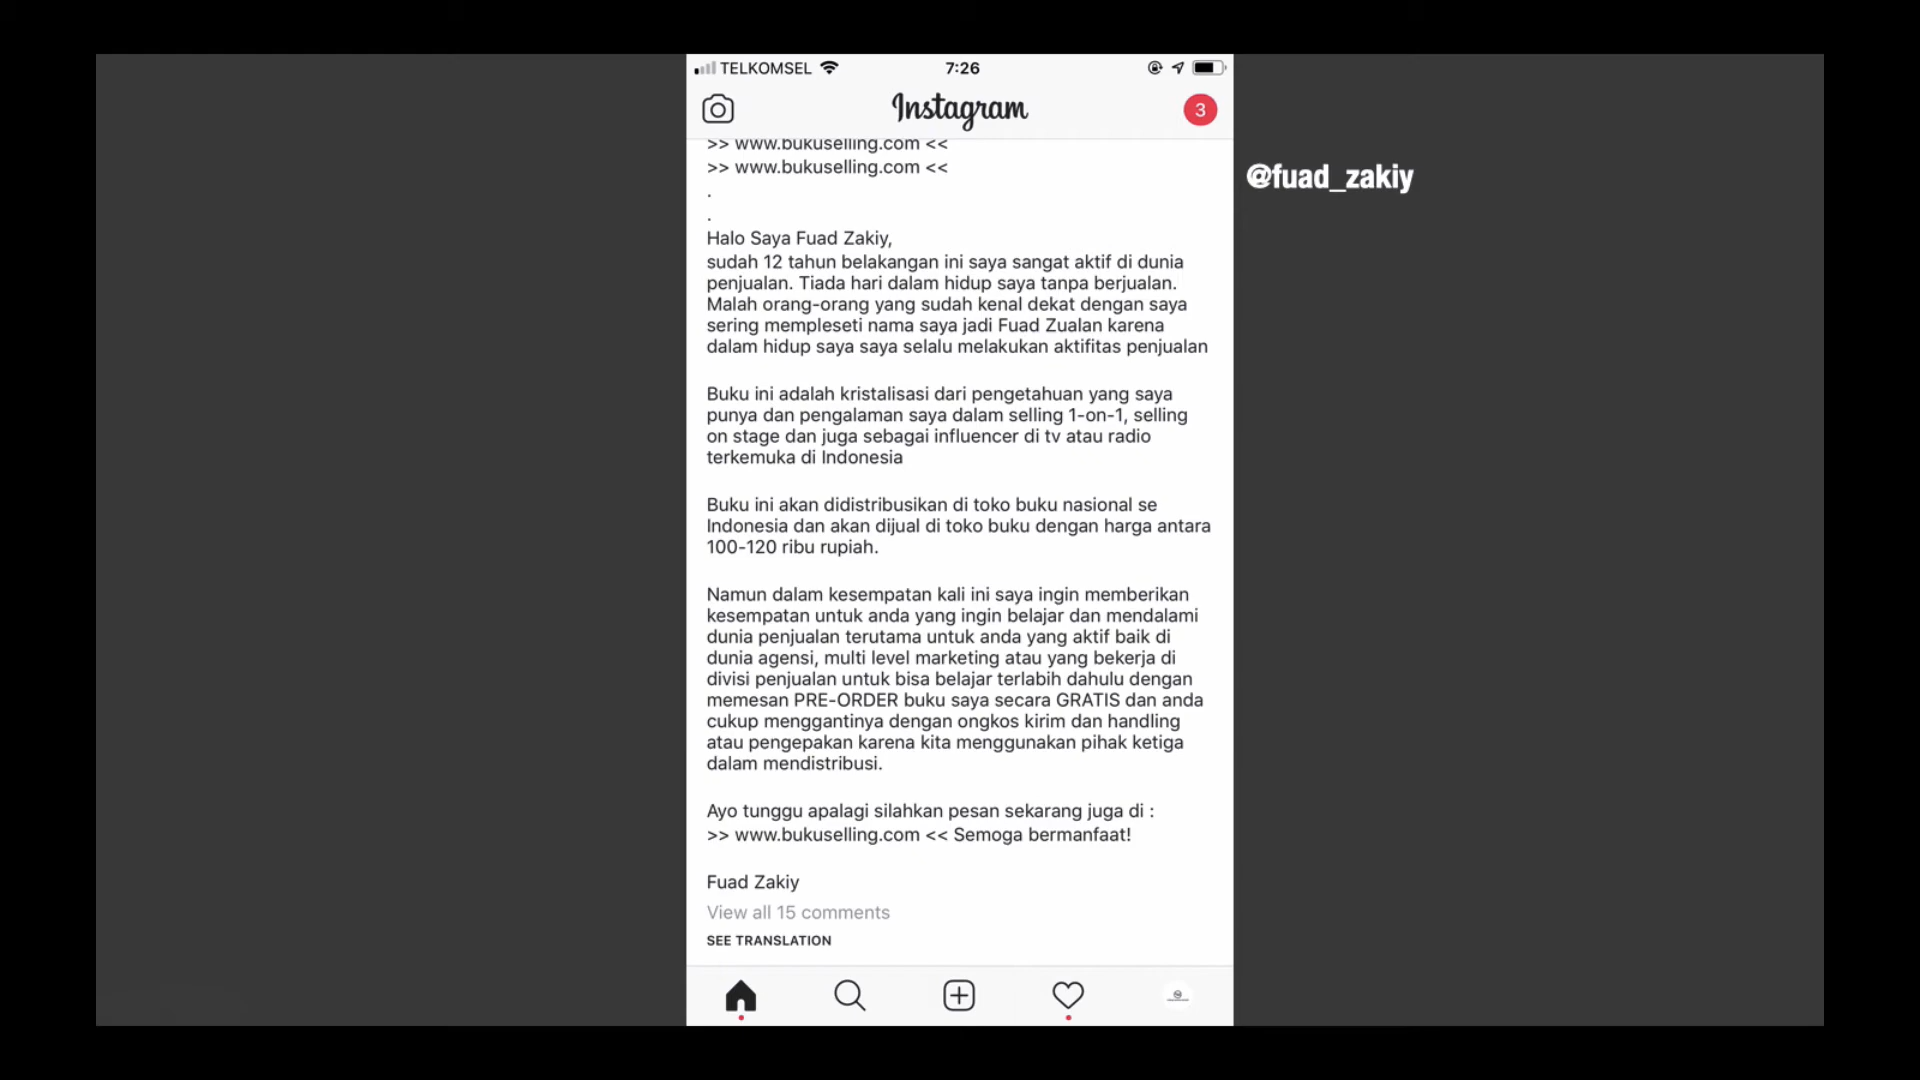 TELKOMSEL
7:26
Instagram
3
>> www.bukuselling.com <<
>> www.bukuselling.com <<
.
.
@fuad_zakiy
Halo Saya Fuad Zakiy,
sudah 12 tahun belakangan ini saya sangat aktif di dunia
penjualan. Tiada hari dalam hidup saya tanpa berjualan.
Malah orang-orang yang sudah kenal dekat dengan saya
sering mempleseti nama saya jadi Fuad Zualan karena
dalam hidup saya saya selalu melakukan aktifitas penjualan
Buku ini adalah kristalisasi dari pengetahuan yang saya
punya dan pengalaman saya dalam selling 1-on-1, selling
on stage dan juga sebagai influencer di tv atau radio
terkemuka di Indonesia
Buku ini akan didistribusikan di toko buku nasional se
Indonesia dan akan dijual di toko buku dengan harga antara
100-120 ribu rupiah.
Namun dalam kesempatan kali ini saya ingin memberikan
kesempatan untuk anda yang ingin belajar dan mendalami
dunia penjualan terutama untuk anda yang aktif baik di
dunia agensi, multi level marketing atau yang bekerja di
divisi penjualan untuk bisa belajar terlabih dahulu dengan
memesan PRE-ORDER buku saya secara GRATIS dan anda
cukup menggantinya dengan ongkos kirim dan handling
atau pengepakan karena kita menggunakan pihak ketiga
dalam mendistribusi.
Ayo tunggu apalagi silahkan pesan sekarang juga di :
>> www.bukuselling.com << Semoga bermanfaat!
Fuad Zakiy
View all 15 comments
SEE TRANSLATION